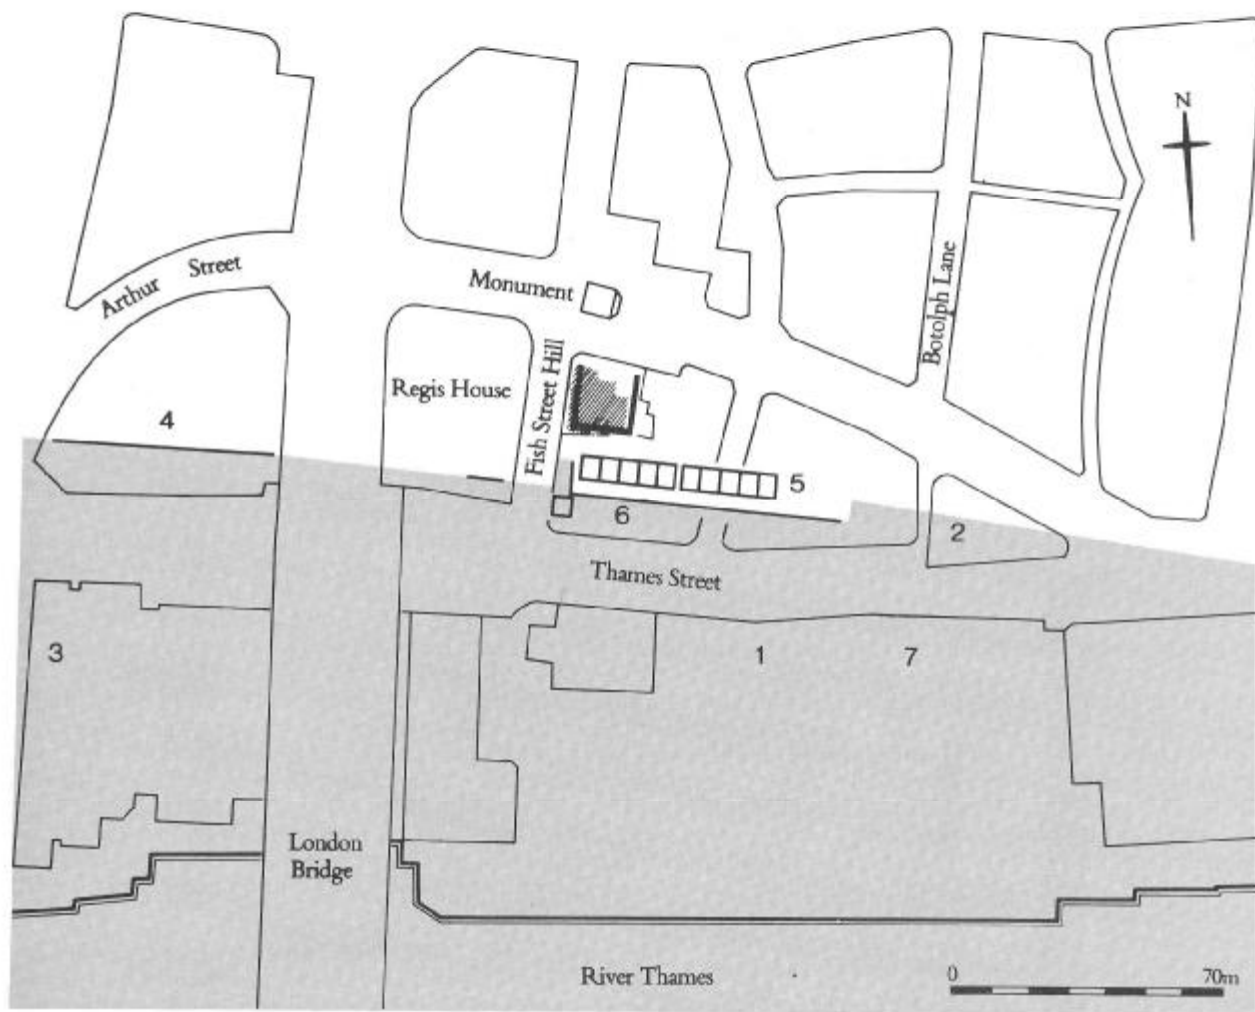 N
Arthur Street
Monument
Botolph Lane
Regis House
Fish Street Hill
4
5
6
2
Thames Street
3
1
7
London
Bridge
River Thames
0
70m